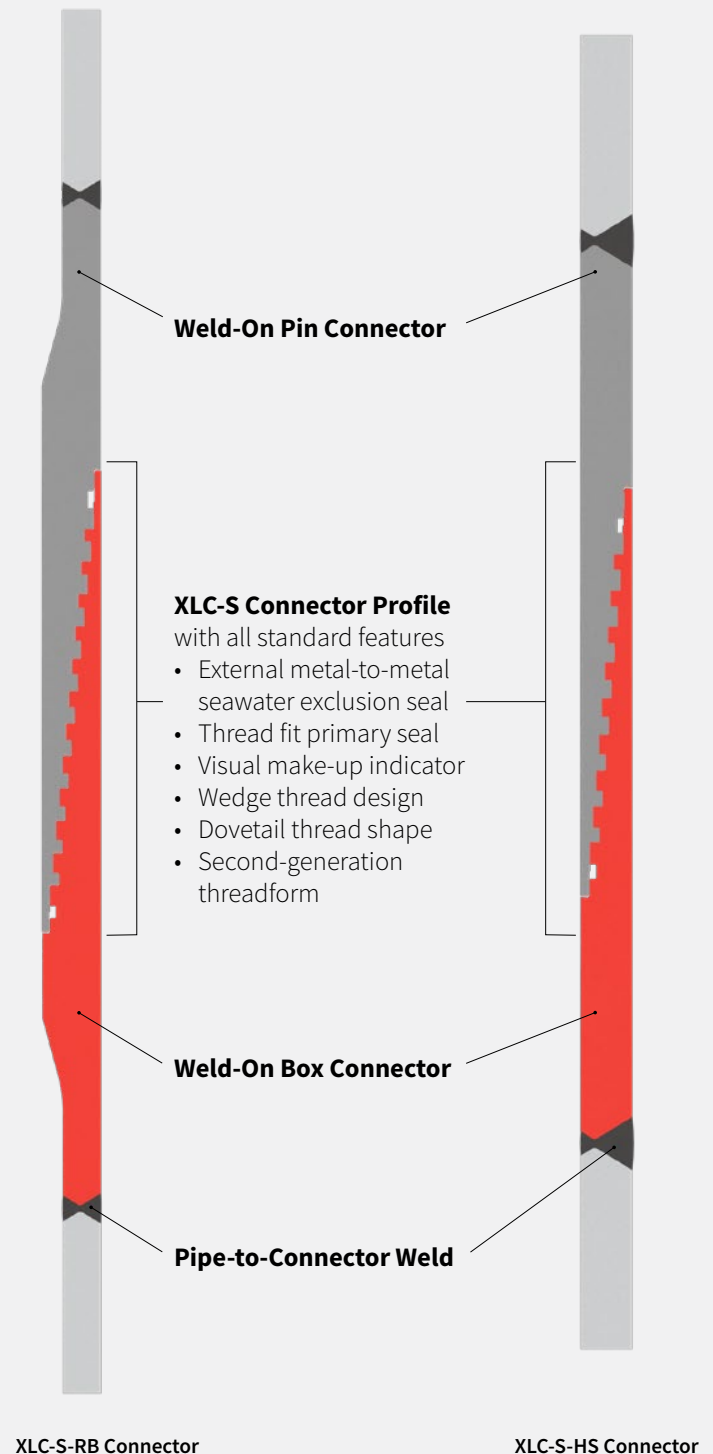 Weld-On Pin Connector
XLC-S Connector Profile
with all standard features
• External metal-to-metal
seawater exclusion seal
• Thread fit primary seal
• Visual make-up indicator
• Wedge thread design
• Dovetail thread shape
• Second-generation
threadform
Weld-On Box Connector
Pipe-to-Connector Weld
XLC-S-RB Connector
XLC-S-HS Connector